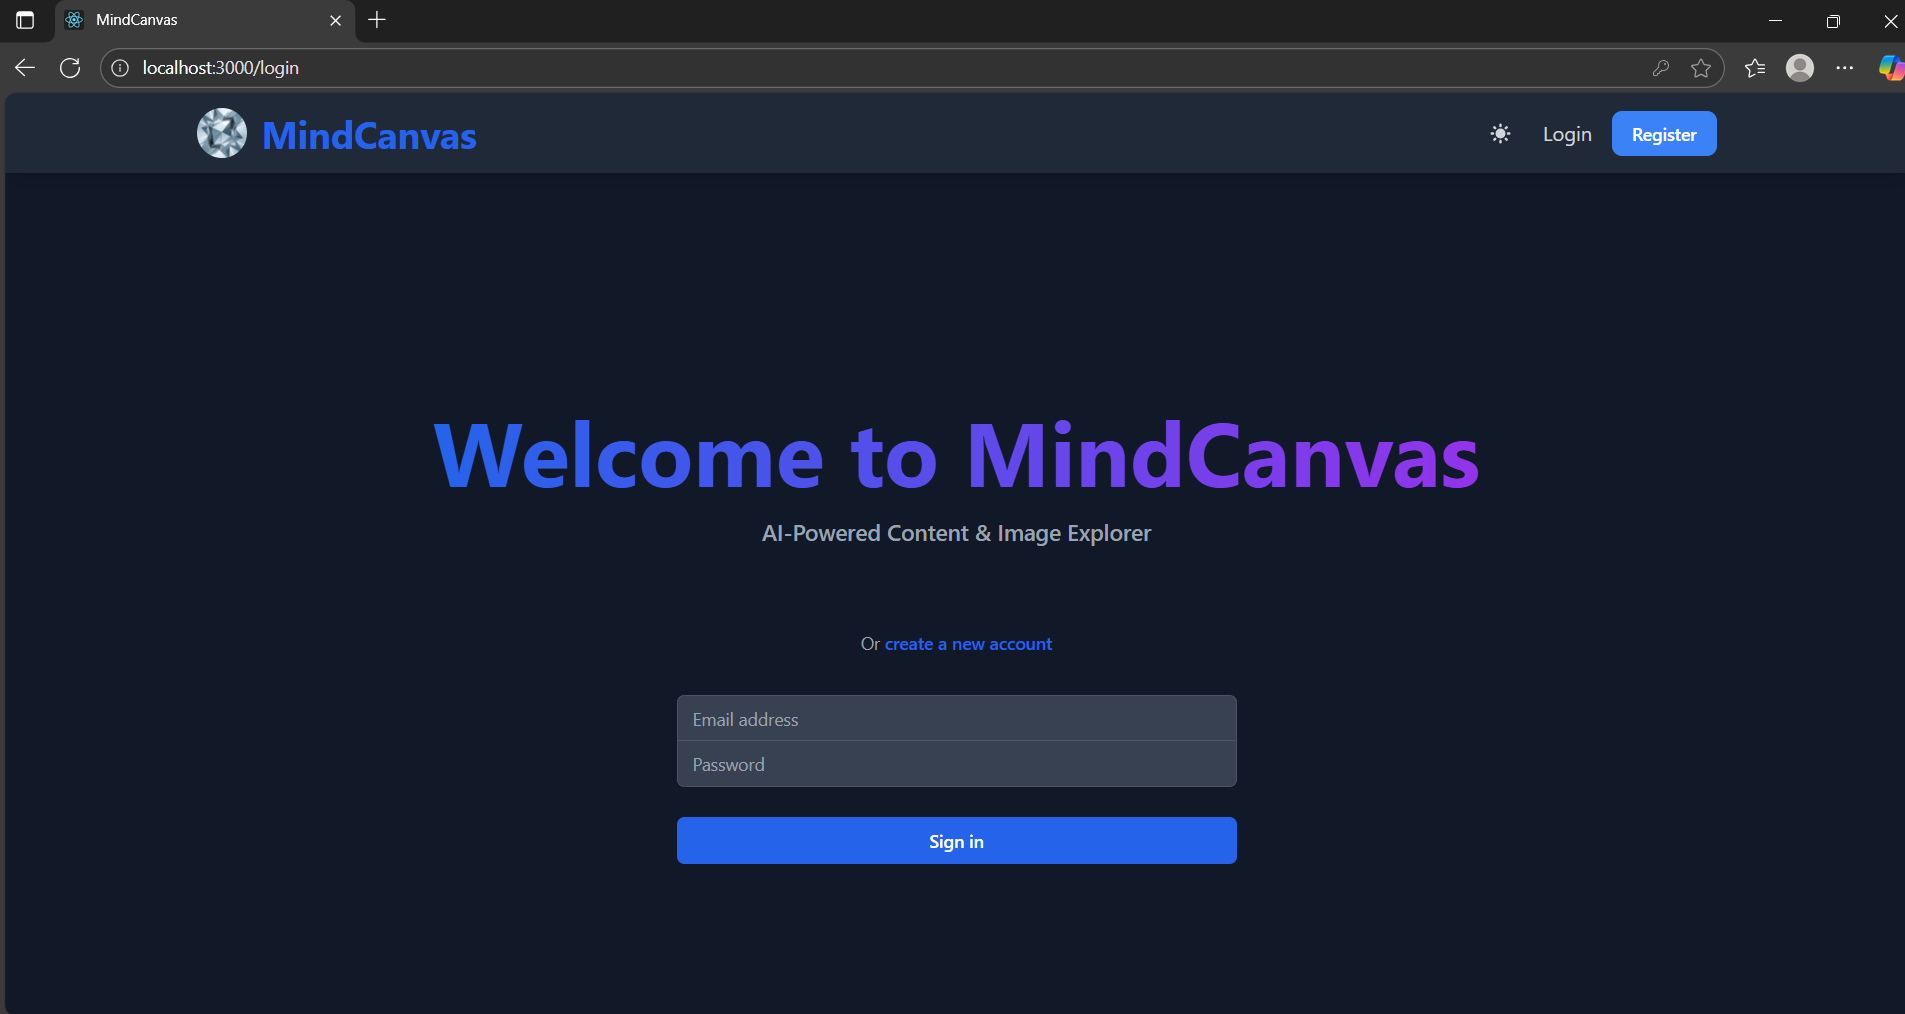 MindCanvas
localhost:3000/login
MindCanvas
Login
Register
Welcome to MindCanvas
AI-Powered Content & Image Explorer
Or create a new account
Email address
Password
Sign in